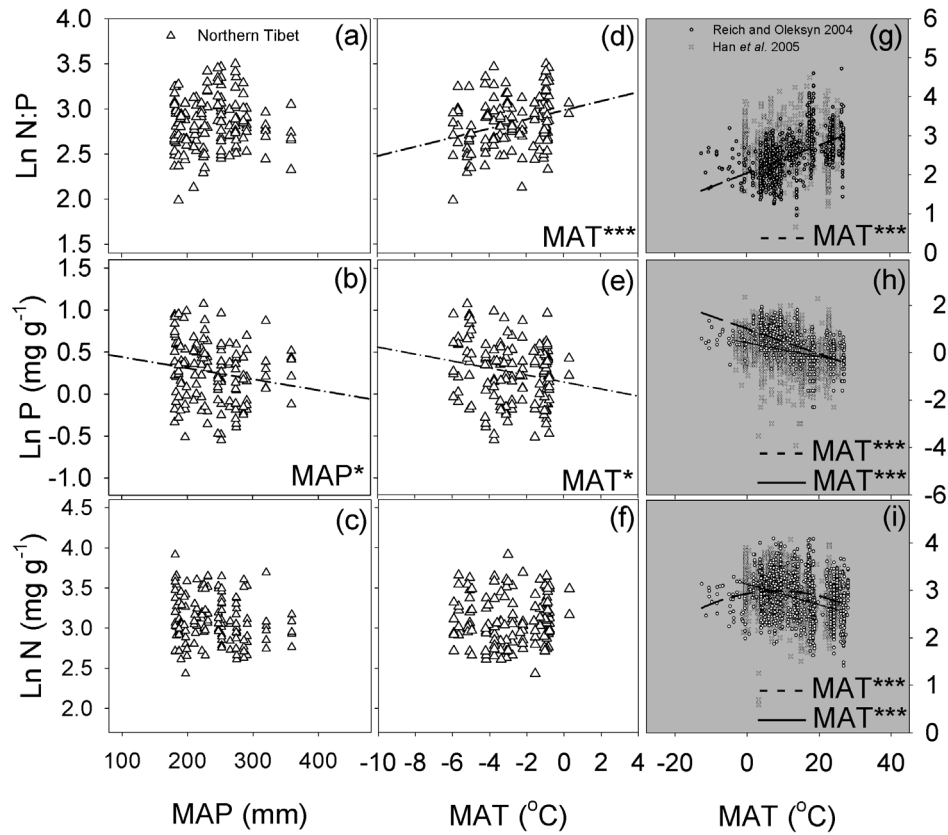 4.0
3.5
3.0
2.5
2.0
1.5
Ln N:P
(a)
Northern Tibet
(d)
MAT***
(g)
Reich and Oleksyn 2004
Han et al. 2005
MAT***
6
5
4
3
2
1
0
1.5
1.0
0.5
0.0
-0.5
-1.0
Ln P (mg g-1)
(b)
MAP*
(e)
MAT*
(h)
MAT***
MAT***
2
0
-2
-4
-6
4.5
4.0
3.5
3.0
2.5
2.0
Ln N (mg g-1)
(c)
(f)
(i)
MAT***
MAT***
4
3
2
1
0
100 200 300 400
-10 -8 -6 -4 -2 0 2 4
-20 0 20 40
MAP (mm)
MAT (oC)
MAT (oC)